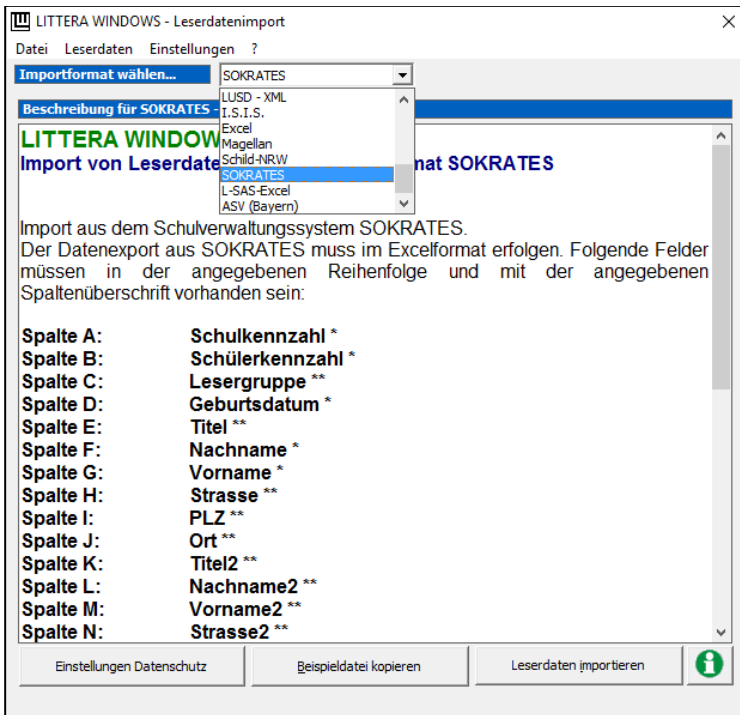 LITTERA WINDOWS - Leserdatenimport
Datei Leserdaten Einstellungen ?
Importformat wählen... SOKRATES
LUSD - XML
I.S.I.S.
Excel
Magellan
Schild-NRW
SOKRATES
L-SAS-Excel
ASV (Bayern)
Beschreibung für SOKRATES -
LITTERA WINDOW
Import von Leserdate mat SOKRATES
Import aus dem Schulverwaltungssystem SOKRATES.
Der Datenexport aus SOKRATES muss im Excelformat erfolgen. Folgende Felder
müssen in der angegebenen Reihenfolge und mit der angegebenen
Spaltenüberschrift vorhanden sein:
Spalte A: Schulkennzahl *
Spalte B: Schülerkennzahl *
Spalte C: Lesergruppe **
Spalte D: Geburtsdatum *
Spalte E: Titel **
Spalte F: Nachname *
Spalte G: Vorname *
Spalte H: Strasse **
Spalte I: PLZ **
Spalte J: Ort **
Spalte K: Titel2 **
Spalte L: Nachname2 **
Spalte M: Vorname2 **
Spalte N: Strasse2 **
Einstellungen Datenschutz Beispieldatei kopieren Leserdaten importieren